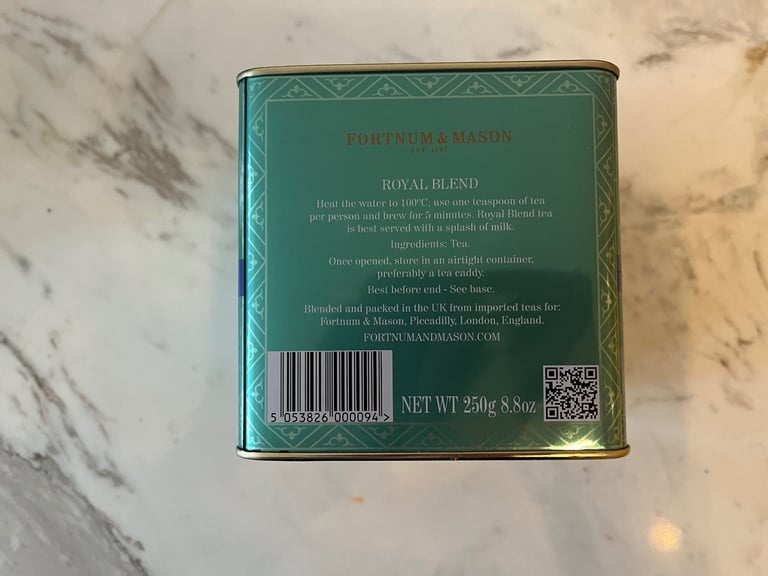 FORTNUM & MASON
EST 1707
ROYAL BLEND
Heat the water to 100ºC, use one teaspoon of tea
per person and brew for 5 minutes. Royal Blend tea
is best served with a splash of milk.
Ingredients: Tea.
Once opened, store in an airtight container,
preferably a tea caddy.
Best before end - See base.
Blended and packed in the UK from imported teas for:
Fortnum & Mason, Piccadilly, London, England.
FORTNUMANDMASON.COM
5 053826 000094 >
NET WT 250g 8.8oz